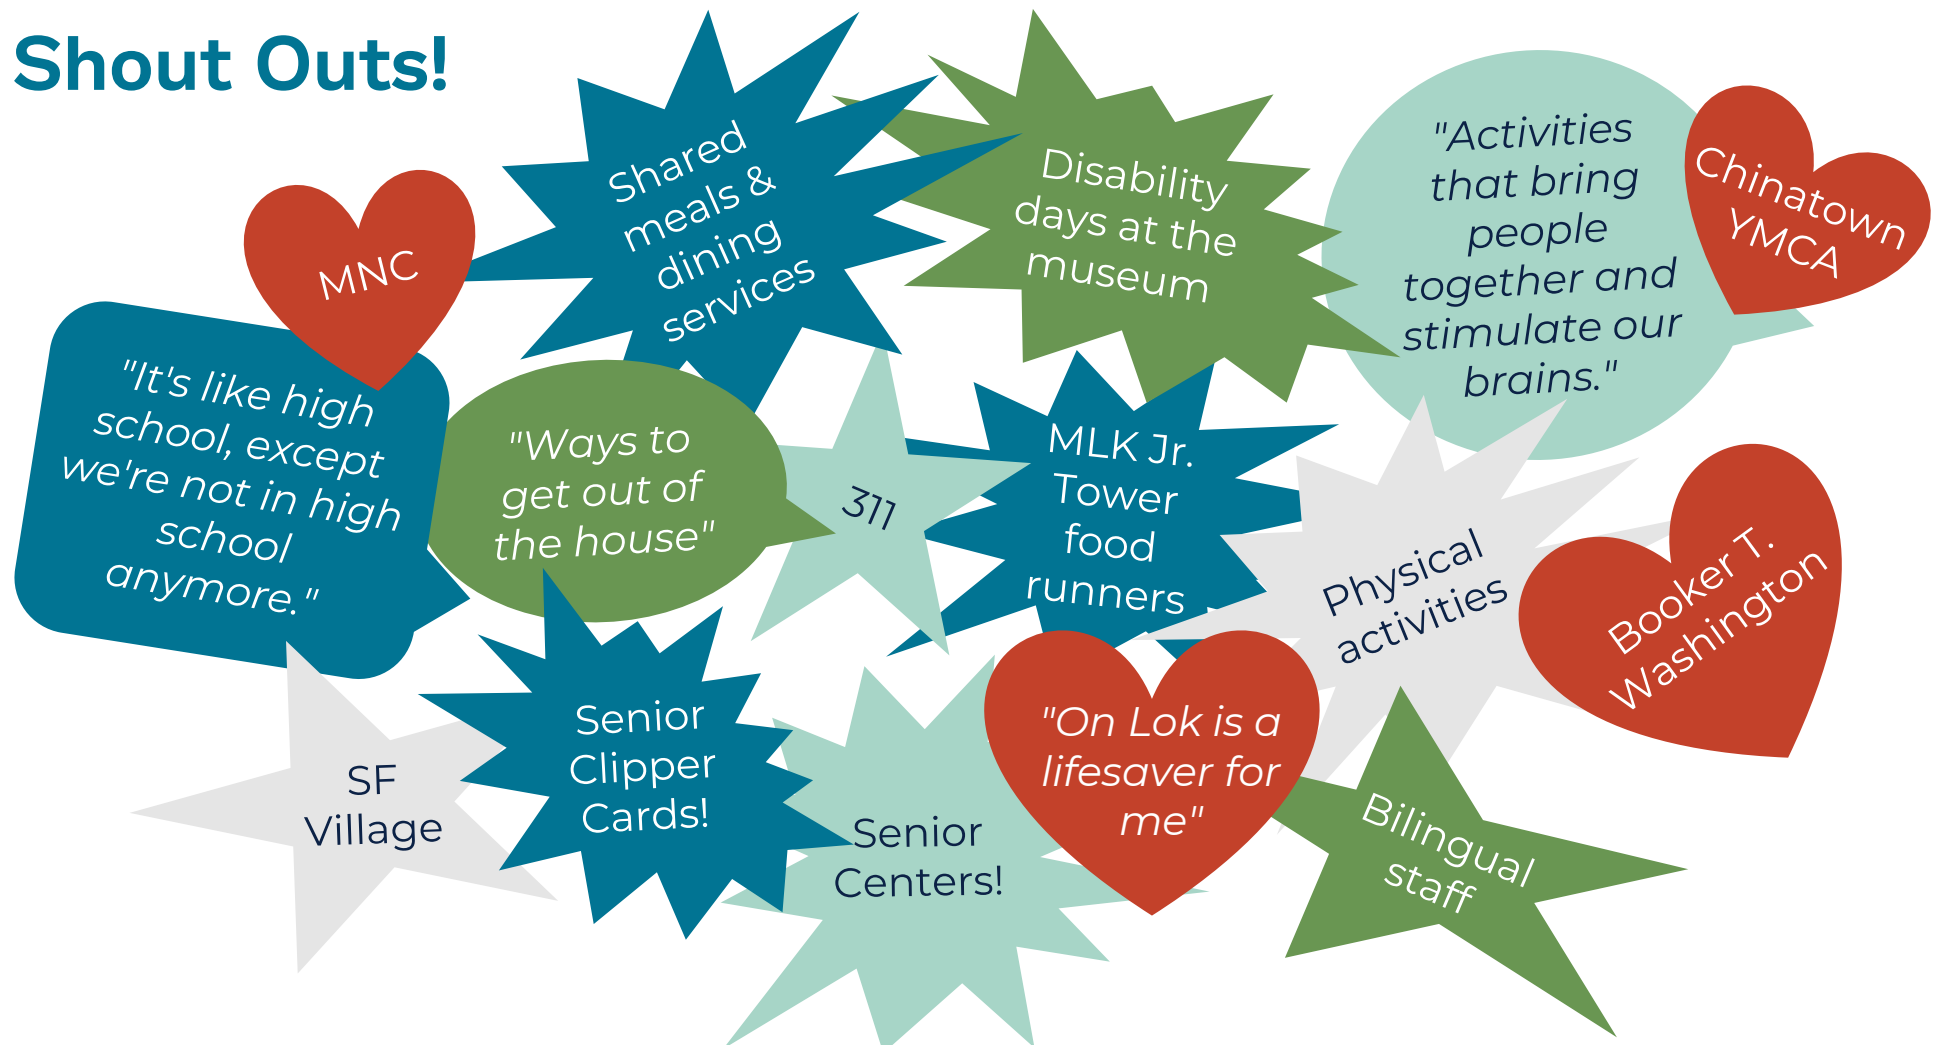 Shout Outs!
Shared
meals &
dining
services
Disability
days at the
museum
"Activities
that bring
people
together and
stimulate our
brains."
Chinatown
YMCA
MNC
"It's like high
school, except
we're not in high
school
anymore."
"Ways to
get out of
the house"
311
MLK Jr.
Tower
food
runners
Physical
activities
Booker T.
Washington
SF
Village
Senior
Clipper
Cards!
Senior
Centers!
"On Lok is a
lifesaver for
me"
Bilingual
staff